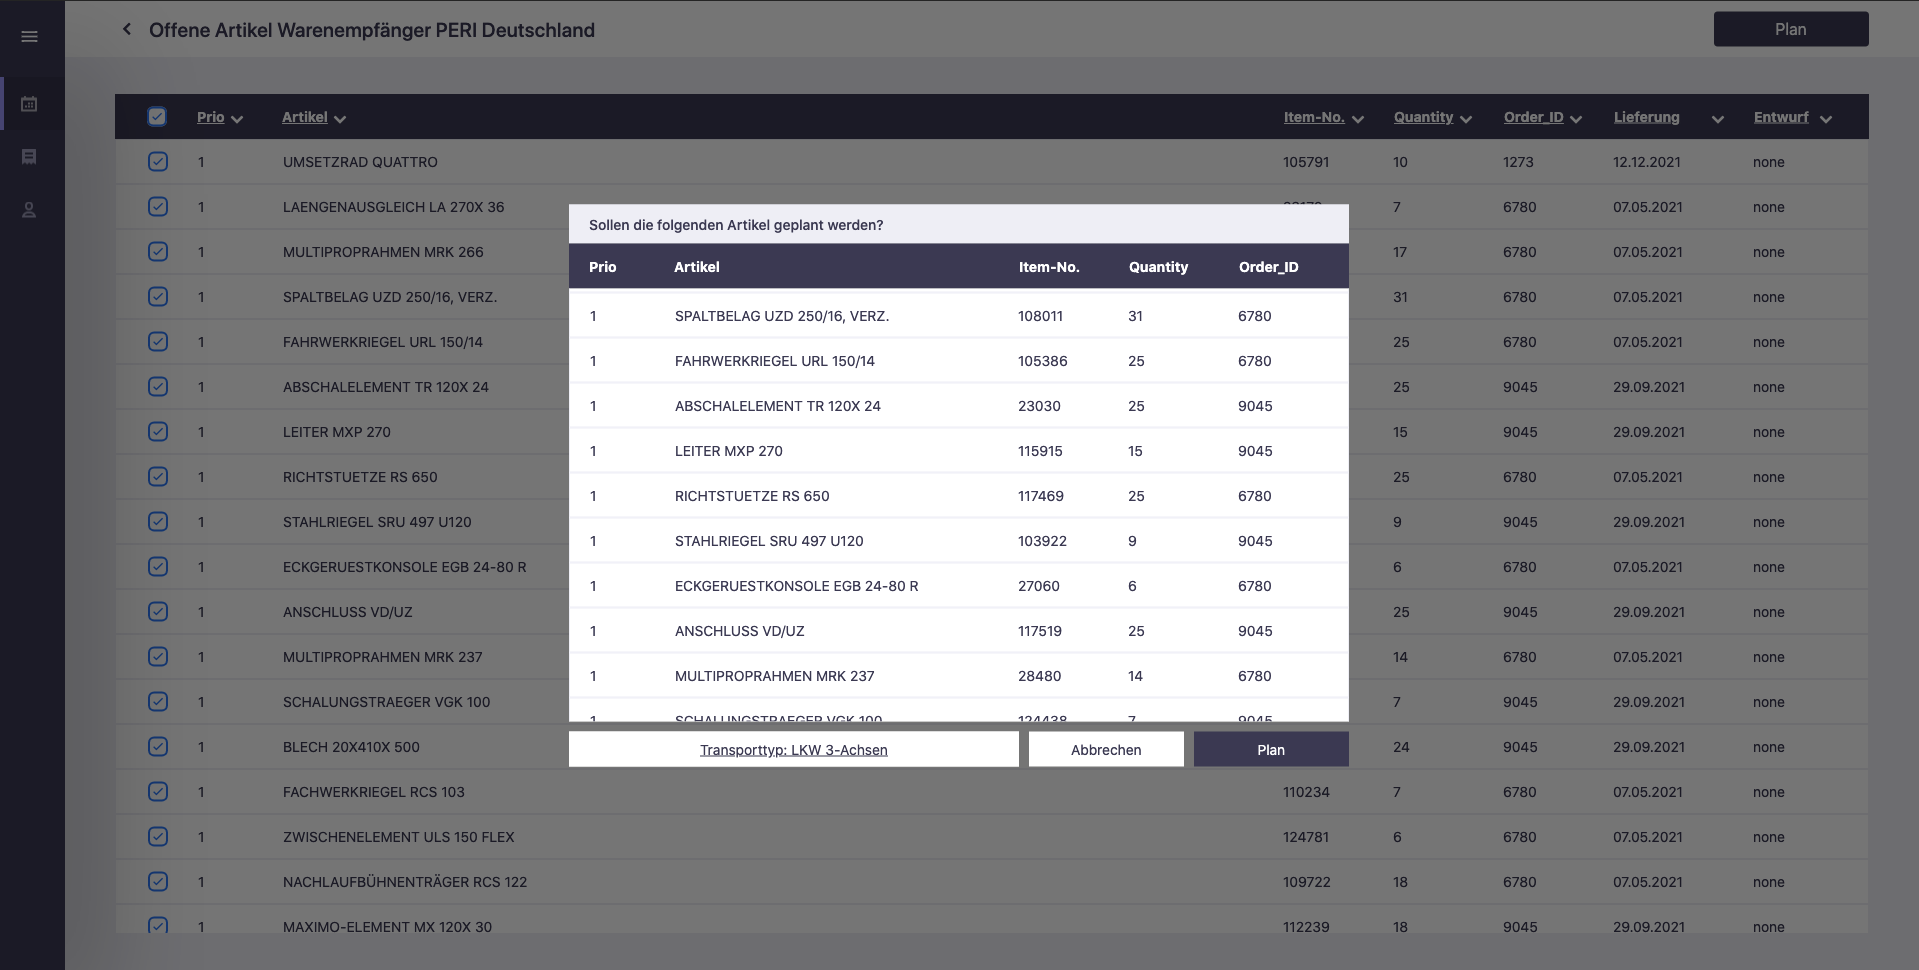 Offene Artikel Warenempfänger PERI Deutschland
Plan
Prio Artikel Item-No. Quantity Order_ID Lieferung Entwurf
1 UMSETZRAD QUATTRO 105791 10 1273 12.12.2021 none
1 LAENGENAUSGLEICH LA 270X 36 7 6780 07.05.2021 none
1 MULTIPROPRAHMEN MRK 266 17 6780 07.05.2021 none
1 SPALTBELAG UZD 250/16, VERZ. 31 6780 07.05.2021 none
1 FAHRWERKRIEGEL URL 150/14 25 6780 07.05.2021 none
1 ABSCHALELEMENT TR 120X 24 25 9045 29.09.2021 none
1 LEITER MXP 270 15 9045 29.09.2021 none
1 RICHTSTUETZE RS 650 25 6780 07.05.2021 none
1 STAHLRIEGEL SRU 497 U120 9 9045 29.09.2021 none
1 ECKGERUESTKONSOLE EGB 24-80 R 6 6780 07.05.2021 none
1 ANSCHLUSS VD/UZ 25 9045 29.09.2021 none
1 MULTIPROPRAHMEN MRK 237 14 6780 07.05.2021 none
1 SCHALUNGSTRAEGER VGK 100 7 9045 29.09.2021 none
1 BLECH 20X410X 500 24 9045 29.09.2021 none
1 FACHWERKRIEGEL RCS 103 110234 7 6780 07.05.2021 none
1 ZWISCHENELEMENT ULS 150 FLEX 124781 6 6780 07.05.2021 none
1 NACHLAUFBÜHNENTRÄGER RCS 122 109722 18 6780 07.05.2021 none
1 MAXIMO-ELEMENT MX 120X 30 112239 18 9045 29.09.2021 none
Sollen die folgenden Artikel geplant werden?
Prio Artikel Item-No. Quantity Order_ID
1 SPALTBELAG UZD 250/16, VERZ. 108011 31 6780
1 FAHRWERKRIEGEL URL 150/14 105386 25 6780
1 ABSCHALELEMENT TR 120X 24 23030 25 9045
1 LEITER MXP 270 115915 15 9045
1 RICHTSTUETZE RS 650 117469 25 6780
1 STAHLRIEGEL SRU 497 U120 103922 9 9045
1 ECKGERUESTKONSOLE EGB 24-80 R 27060 6 6780
1 ANSCHLUSS VD/UZ 117519 25 9045
1 MULTIPROPRAHMEN MRK 237 28480 14 6780
1 SCHALUNGSTRAEGER VGK 100 124438 7 9045
Transporttyp: LKW 3-Achsen
Abbrechen
Plan